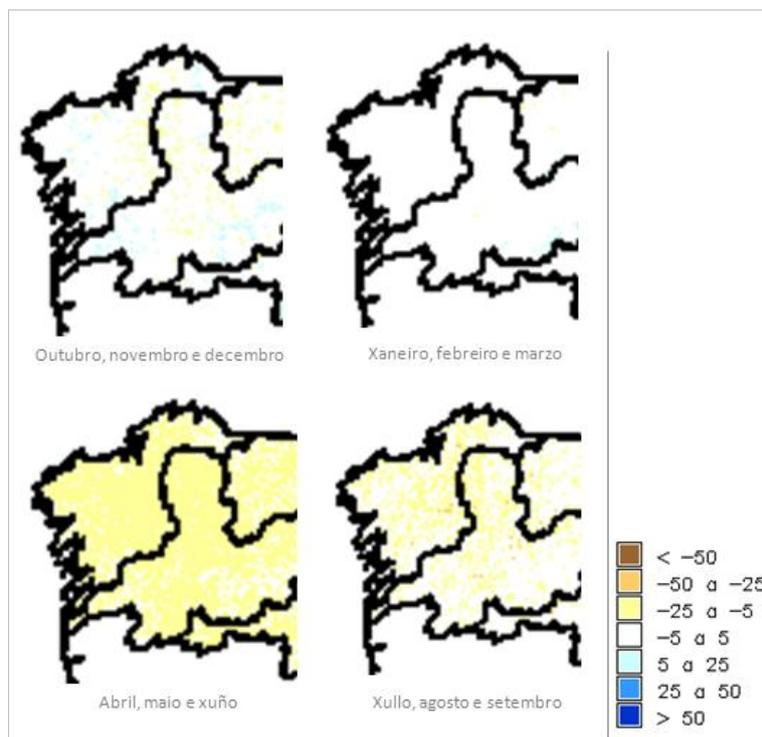 Outubro, novembro e decembro
Xaneiro, febreiro e marzo
Abril, maio e xuño
Xullo, agosto e setembro
< −50
−50 a −25
−25 a −5
−5 a 5
5 a 25
25 a 50
> 50